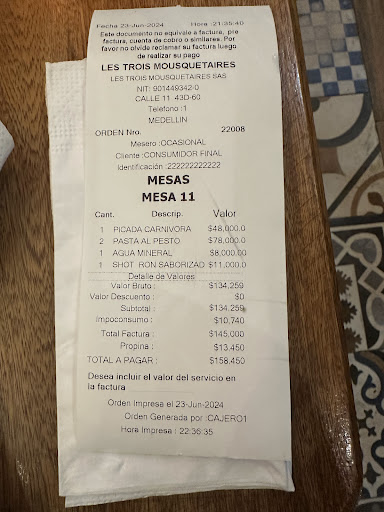 Fecha 23-Jun-2024 Hora :21:35:40
Este documento no equivale a factura, pre
factura, cuenta de cobro o similares. Por
favor no olvide reclamar su factura luego
de realizar su pago
LES TROIS MOUSQUETAIRES
LES TROIS MOUSQUETAIRES SAS
NIT: 901449342-0
CALLE 11 43D-60
Telefono :1
MEDELLIN
ORDEN Nro. 22008
Mesero :OCASIONAL
Cliente :CONSUMIDOR FINAL
Identificación :222222222222
MESAS
MESA 11
Cant. Descrip. Valor
1 PICADA CARNIVORA $48,000.0
2 PASTA AL PESTO $78,000.0
1 AGUA MINERAL $8,000.00
1 SHOT RON SABORIZAD $11,000.0
Detalle de Valores
Valor Bruto : $134,259
Valor Descuento : $0
Subtotal : $134,259
Impoconsumo : $10,740
Total Factura : $145,000
Propina : $13,450
TOTAL A PAGAR : $158,450
Desea incluir el valor del servicio en
la factura
Orden Impresa el 23-Jun-2024
Orden Generada por :CAJERO1
Hora Impresa : 22:36:35